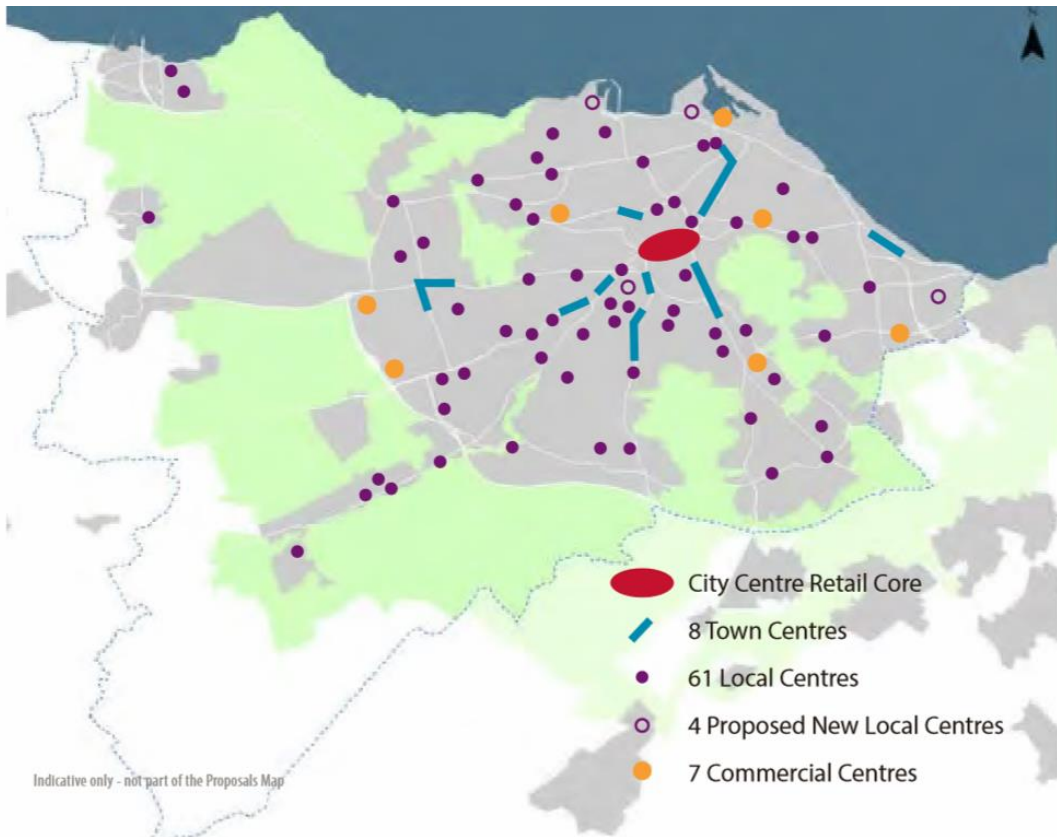 N
City Centre Retail Core
8 Town Centres
61 Local Centres
4 Proposed New Local Centres
7 Commercial Centres
Indicative only - not part of the Proposals Map